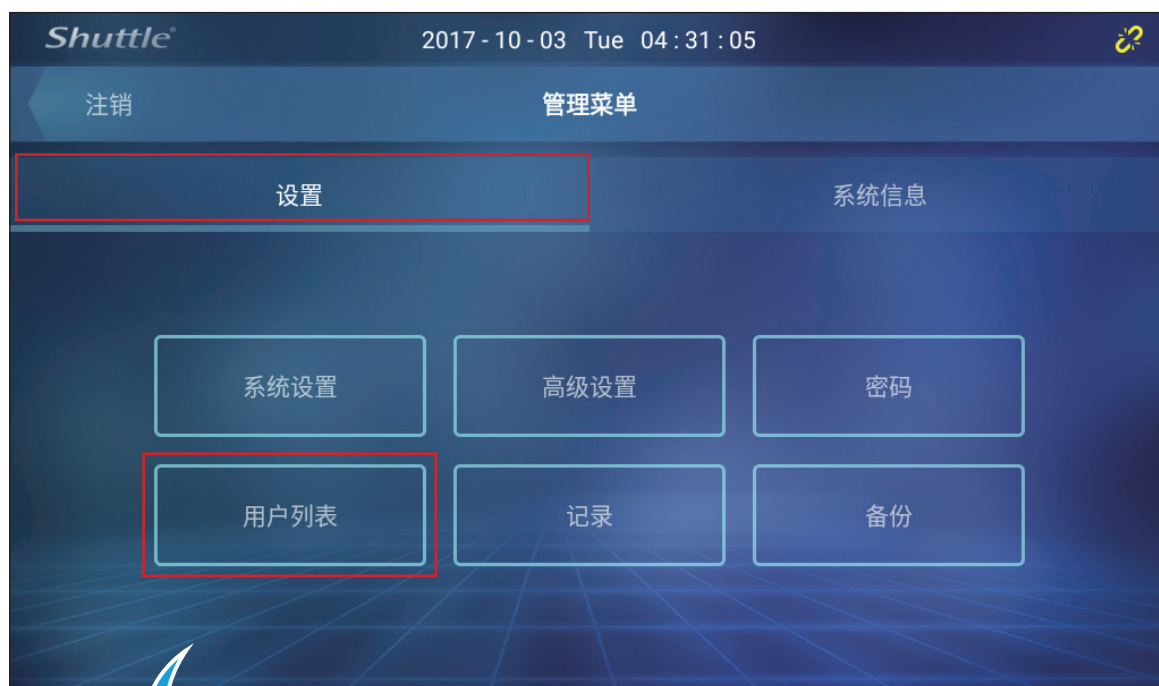 Shuttle® 2017-10-03 Tue 04:31:05
注销 管理菜单
设置 系统信息
系统设置 高级设置 密码
用户列表 记录 备份